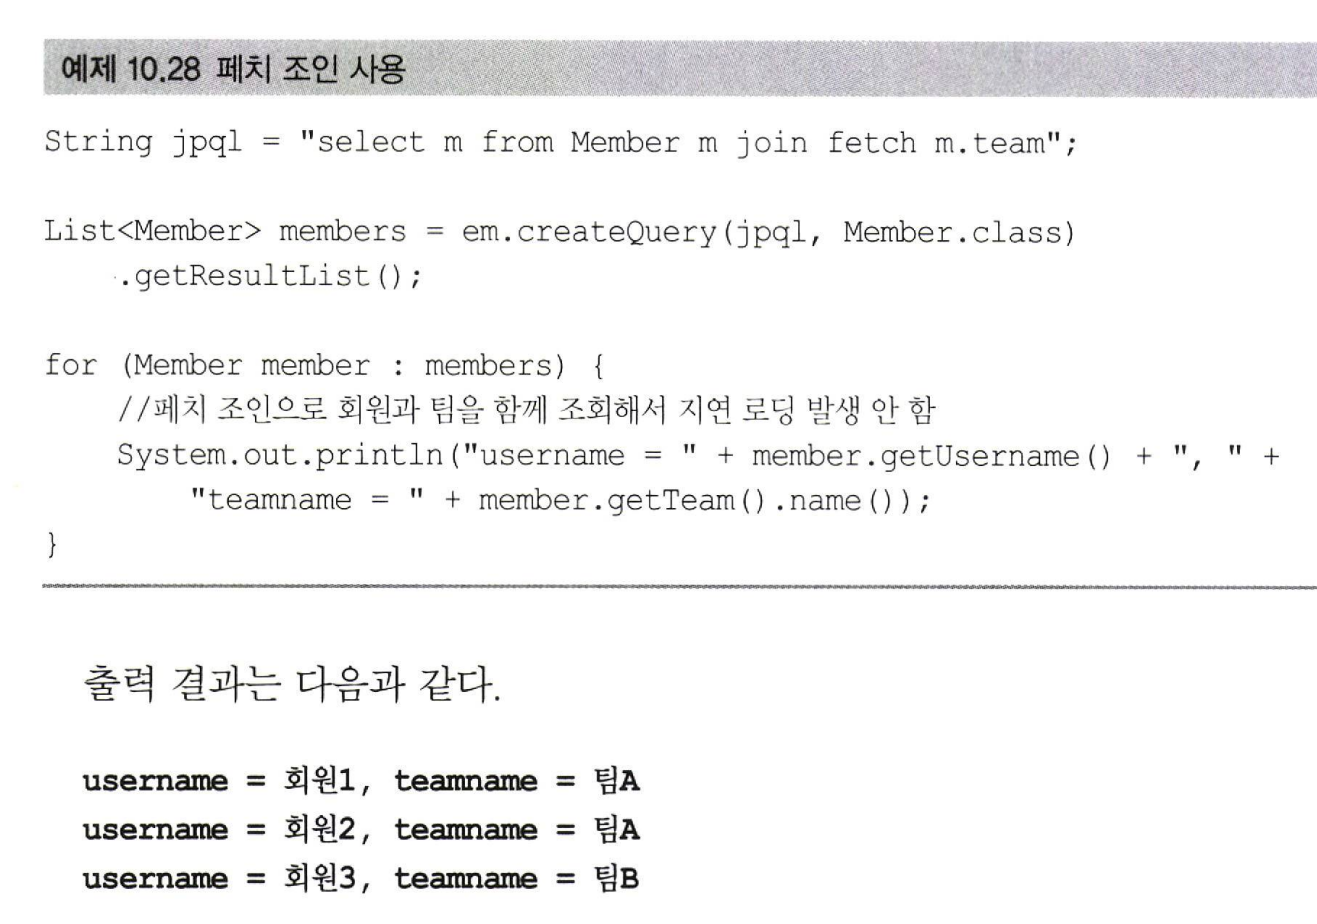 예제 10.28 페치 조인 사용
String jpql = "select m from Member m join fetch m.team";
List<Member> members = em.createQuery(jpql, Member.class)
.getResultList();
for (Member member : members) {
//페치 조인으로 회원과 팀을 함께 조회해서 지연 로딩 발생 안 함
System.out.println("username = " + member.getUsername() + ", " +
"teamname = " + member.getTeam().name());
}
출력 결과는 다음과 같다.
username = 회원1, teamname = 팀A
username = 회원2, teamname = 팀A
username = 회원3, teamname = 팀B